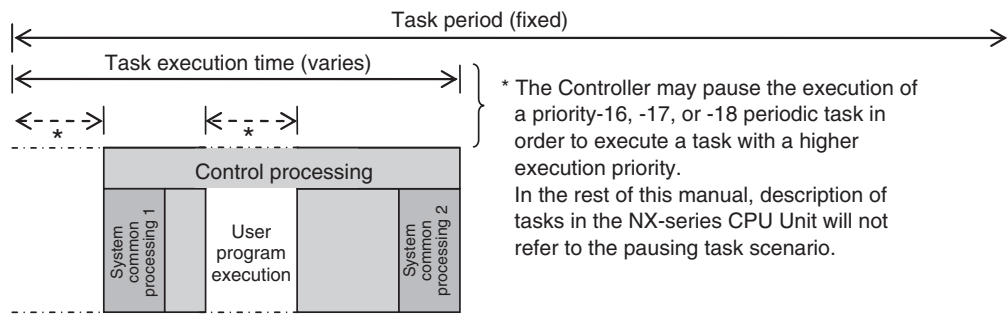 Task period (fixed)
Task execution time (varies)
* The Controller may pause the execution of
a priority-16, -17, or -18 periodic task in
order to execute a task with a higher
execution priority.
In the rest of this manual, description of
tasks in the NX-series CPU Unit will not
refer to the pausing task scenario.
*
*
Control processing
System
common
processing 1
User
program
execution
System
common
processing 2